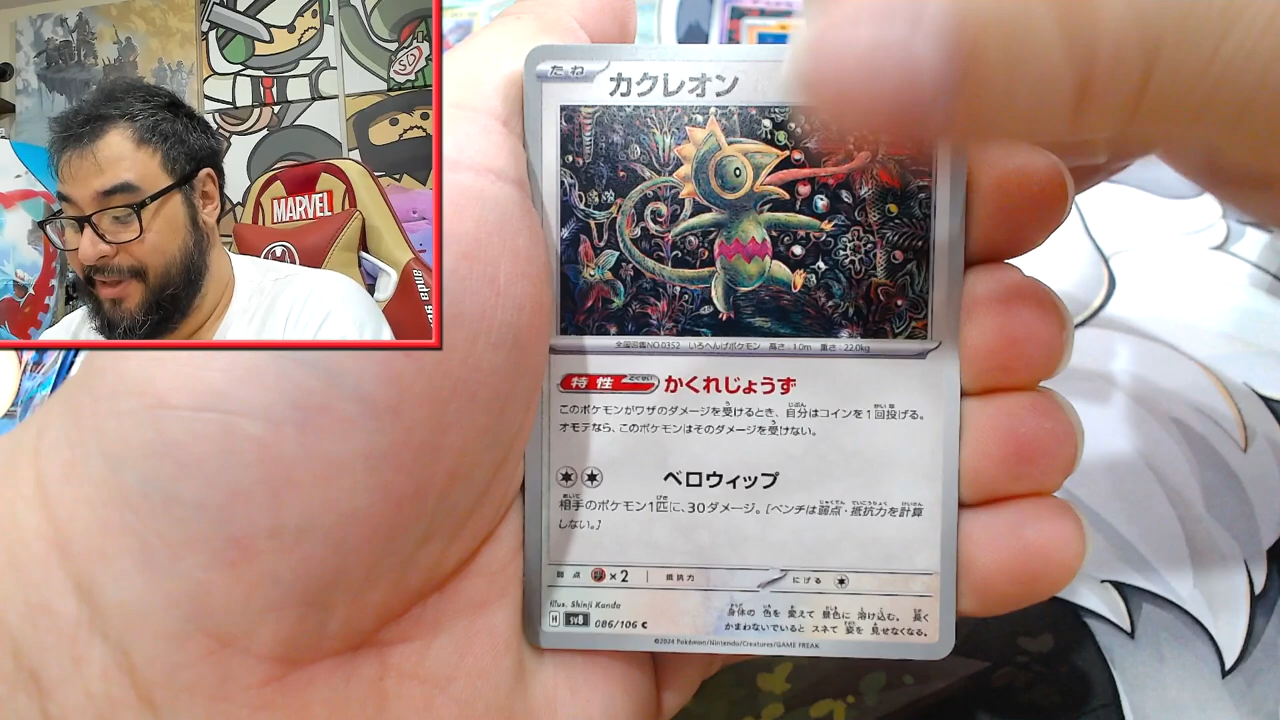 SD
MARVEL
たね カクレオン
全国図鑑NO.0352 いろへんげポケモン 高さ:1.0m 重さ:22.0kg
特性 とくせい かくれじょうず
このポケモンがワザのダメージを受けるとき、自分はコインを1回投げる。
オモテなら、このポケモンはそのダメージを受けない。
ベロウィップ
相手のポケモン1匹に、30ダメージ。[ベンチは弱点・抵抗力を計算
しない。]
弱点 ×2 抵抗力 にげる
Illus. Shinji Kanda
H sv8 086/106 C
身体の 色を 変えて 景色に 溶け込む。 長く
かまわないでいると スネて 姿を 見せなくなる。
©2024 Pokémon/Nintendo/Creatures/GAME FREAK